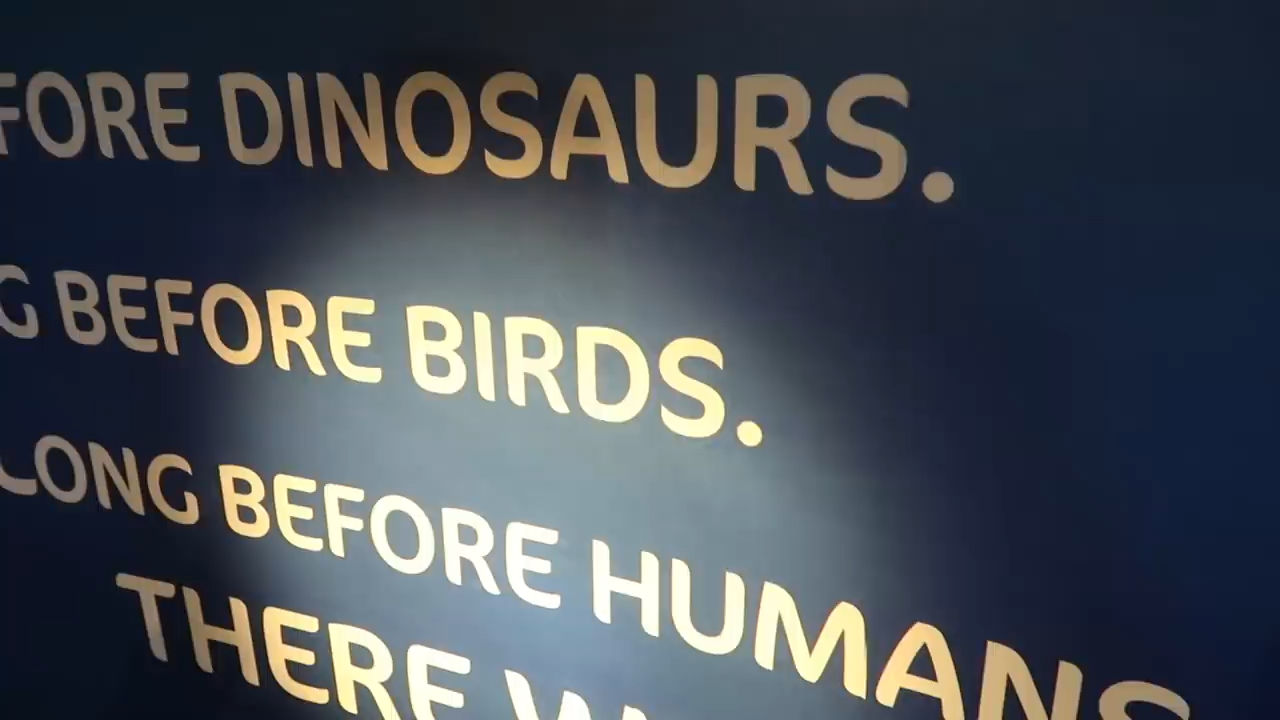 FORE DINOSAURS.
G BEFORE BIRDS.
LONG BEFORE HUMANS
THERE W